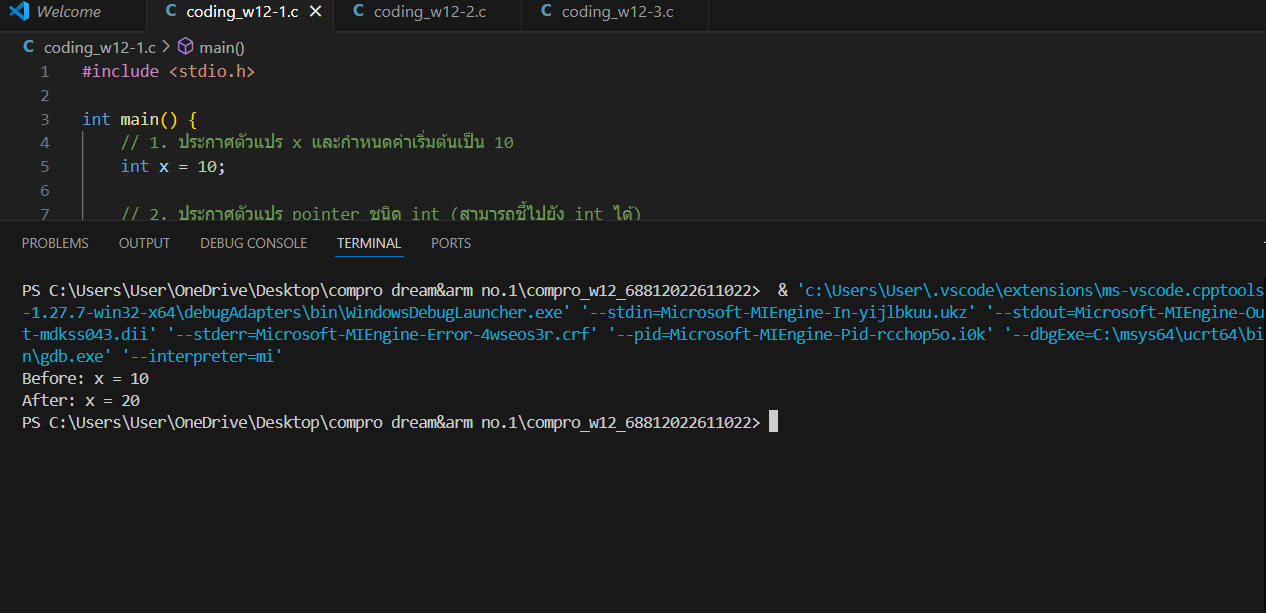 Welcome
C coding_w12-1.c ✕
C coding_w12-2.c
C coding_w12-3.c
C coding_w12-1.c > main()
1 #include <stdio.h>
2
3 int main() {
4 // 1. ประกาศตัวแปร x และกำหนดค่าเริ่มต้นเป็น 10
5 int x = 10;
6
7 // 2. ประกาศตัวแปร pointer ชนิด int (สามารถชี้ไปยัง int ได้)
PROBLEMS OUTPUT DEBUG CONSOLE TERMINAL PORTS
PS C:\Users\User\OneDrive\Desktop\compro dream&arm no.1\compro_w12_68812022611022> & 'c:\Users\User\.vscode\extensions\ms-vscode.cpptools
-1.27.7-win32-x64\debugAdapters\bin\WindowsDebugLauncher.exe' '--stdin=Microsoft-MIEngine-In-yijlbkuu.ukz' '--stdout=Microsoft-MIEngine-Ou
t-mdkss043.dii' '--stderr=Microsoft-MIEngine-Error-4wseos3r.crf' '--pid=Microsoft-MIEngine-Pid-rcchop5o.i0k' '--dbgExe=C:\msys64\ucrt64\bi
n\gdb.exe' '--interpreter=mi'
Before: x = 10
After: x = 20
PS C:\Users\User\OneDrive\Desktop\compro dream&arm no.1\compro_w12_68812022611022>